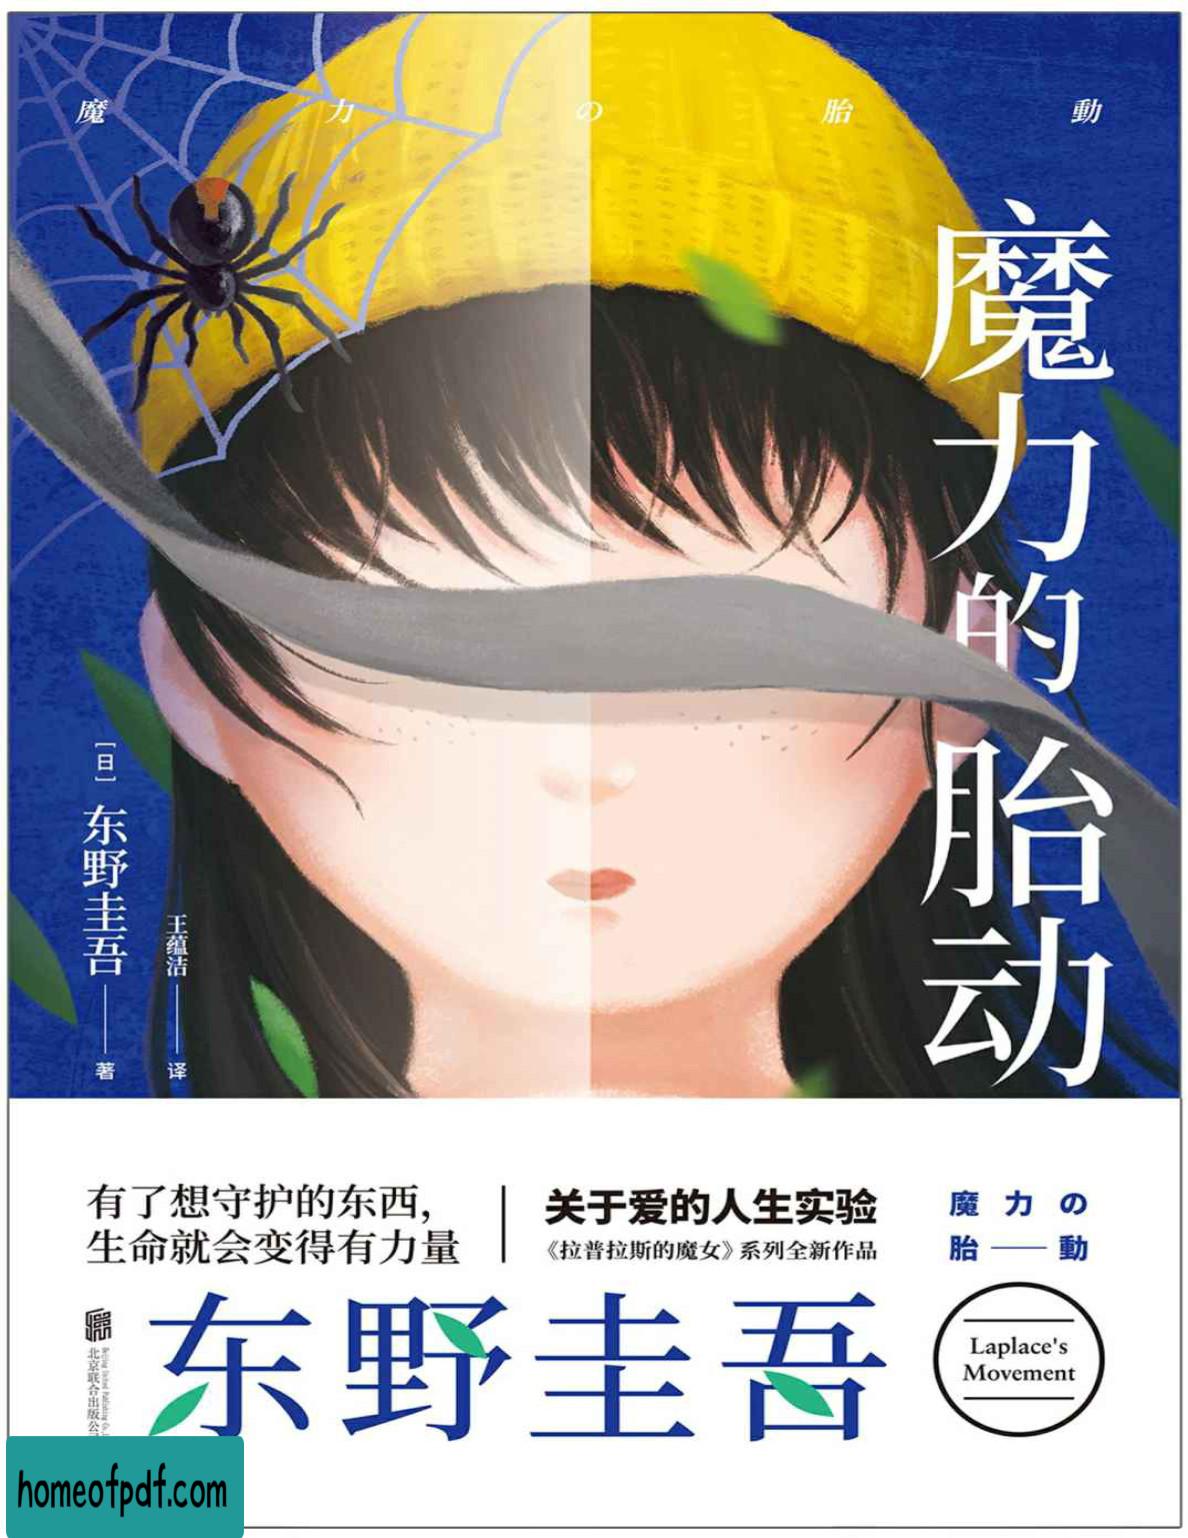 魔力の胎動
魔力的胎动
[日]东野圭吾——著
王蕴洁——译
有了想守护的东西,
生命就会变得有力量
关于爱的人生实验
《拉普拉斯的魔女》系列全新作品
魔力の
胎——動
东野圭吾
Laplace's
Movement
北京联合出版公司
homeofpdf.com